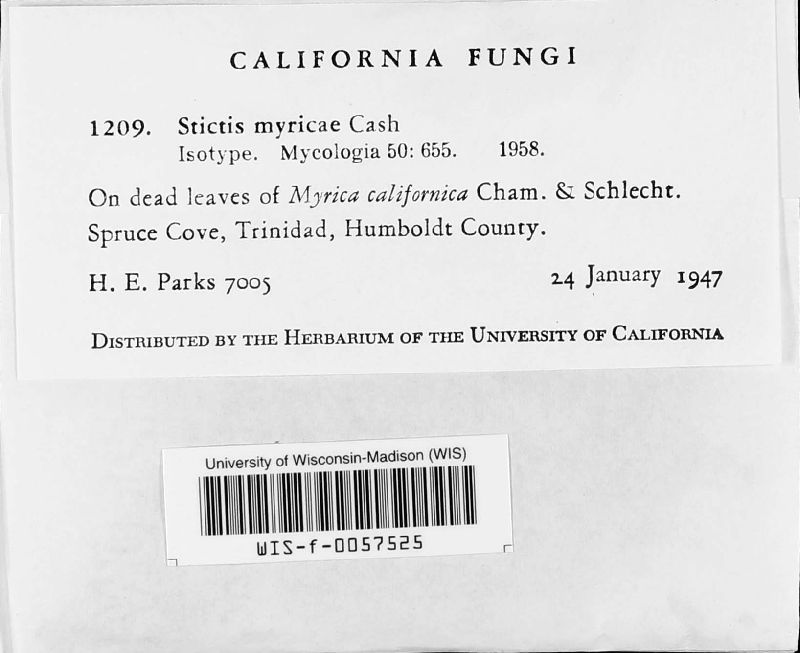 CALIFORNIA FUNGI
1209. Stictis myricae Cash
Isotype. Mycologia 50: 655. 1958.
On dead leaves of Myrica californica Cham. & Schlecht.
Spruce Cove, Trinidad, Humboldt County.
H. E. Parks 7005 24 January 1947
DISTRIBUTED BY THE HERBARIUM OF THE UNIVERSITY OF CALIFORNIA
University of Wisconsin-Madison (WIS)
WIS-f-0057525